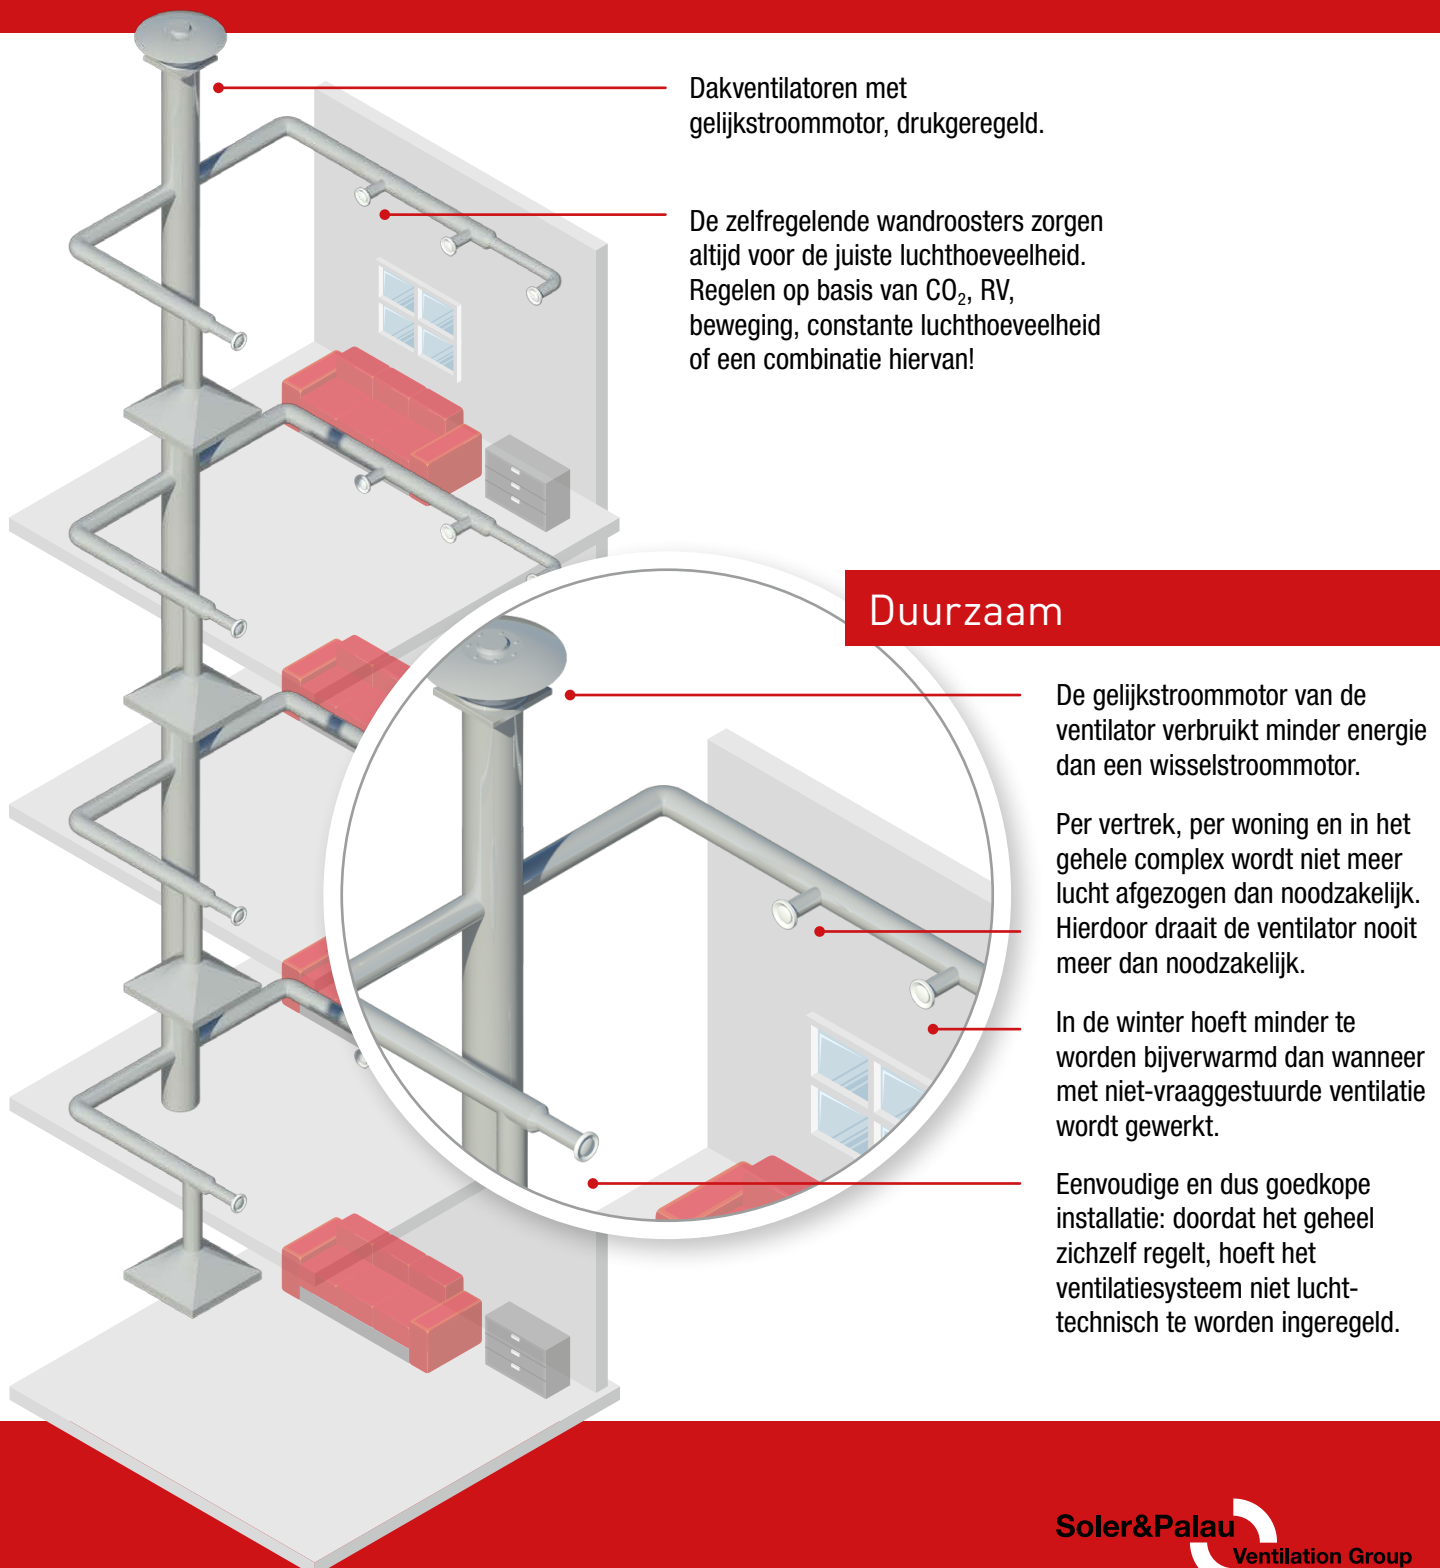 Dakventilatoren met
gelijkstroommotor, drukgeregeld.
De zelfregelende wandroosters zorgen
altijd voor de juiste luchthoeveelheid.
Regelen op basis van CO₂, RV,
beweging, constante luchthoeveelheid
of een combinatie hiervan!
Duurzaam
De gelijkstroommotor van de
ventilator verbruikt minder energie
dan een wisselstroommotor.
Per vertrek, per woning en in het
gehele complex wordt niet meer
lucht afgezogen dan noodzakelijk.
Hierdoor draait de ventilator nooit
meer dan noodzakelijk.
In de winter hoeft minder te
worden bijverwarmd dan wanneer
met niet-vraaggestuurde ventilatie
wordt gewerkt.
Eenvoudige en dus goedkope
installatie: doordat het geheel
zichzelf regelt, hoeft het
ventilatiesysteem niet lucht-
technisch te worden ingeregeld.
Soler&Palau
Ventilation Group